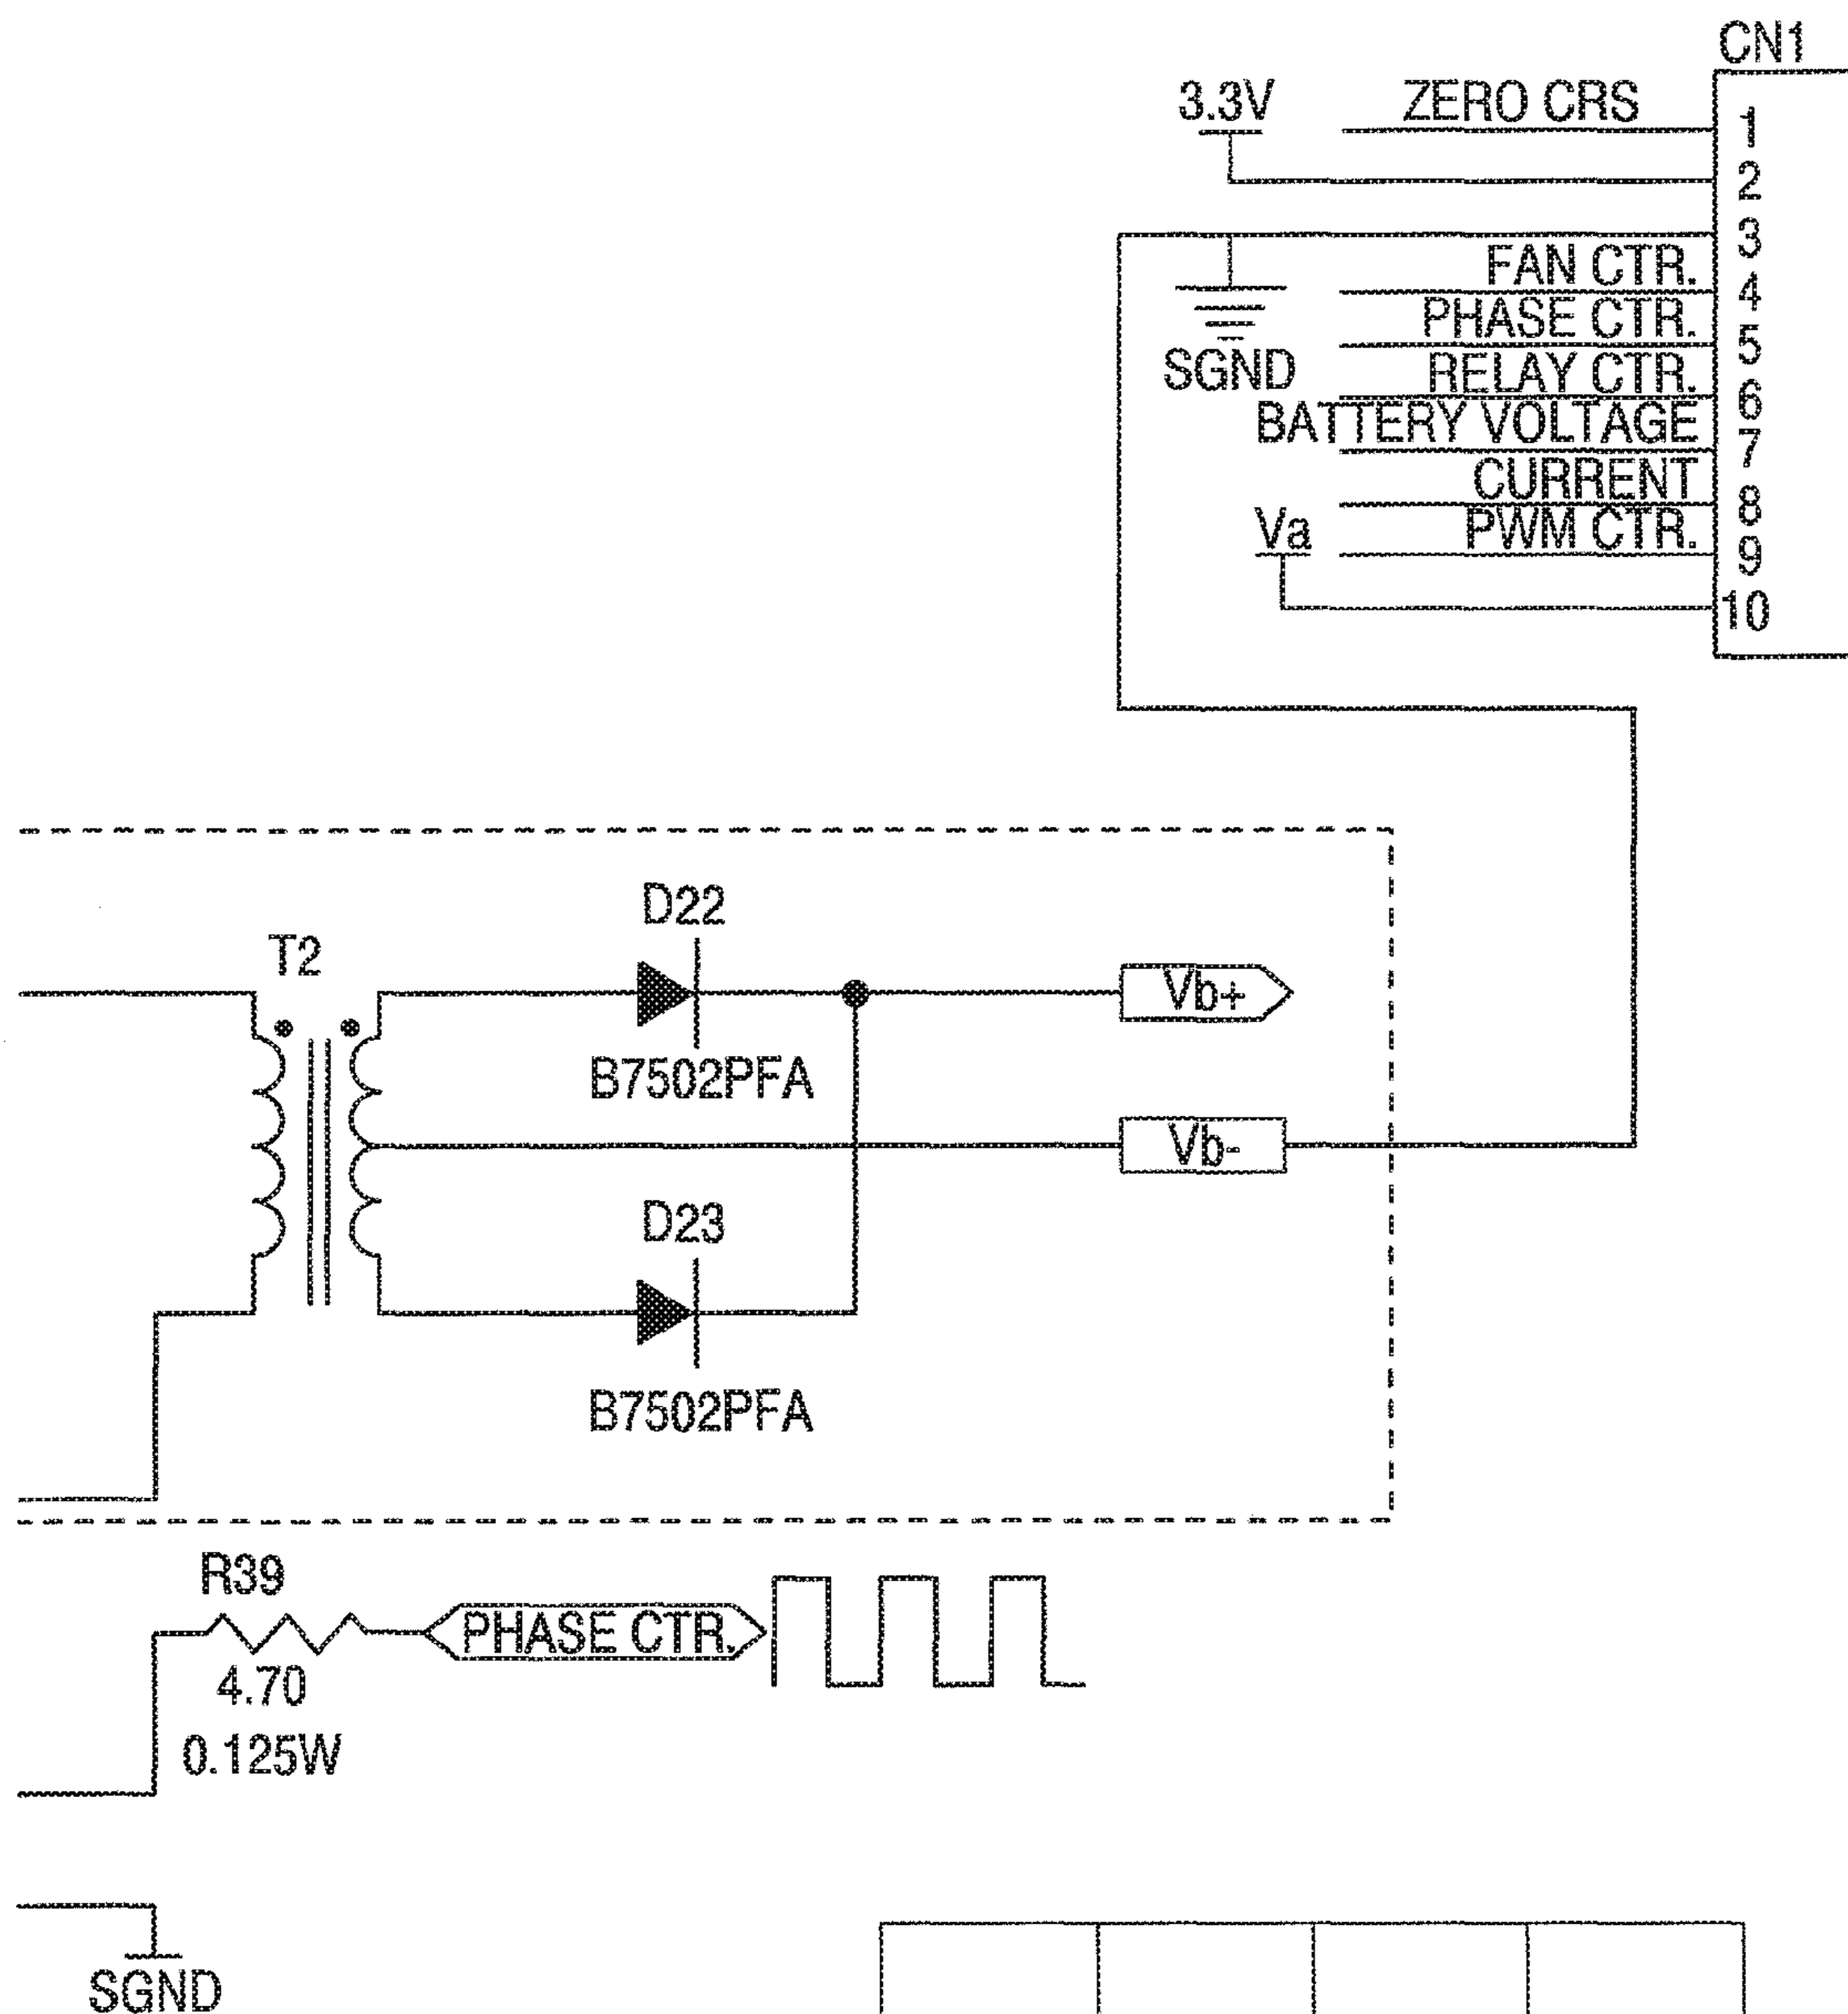 CN1
3.3V ZERO CRS 1
2
3
FAN CTR. 4
PHASE CTR. 5
SGND RELAY CTR. 6
BATTERY VOLTAGE 7
CURRENT 8
Va PWM CTR. 9
10
D22
T2
Vb+
B7502PFA
Vb-
D23
B7502PFA
R39
PHASE CTR.
4.70
0.125W
SGND